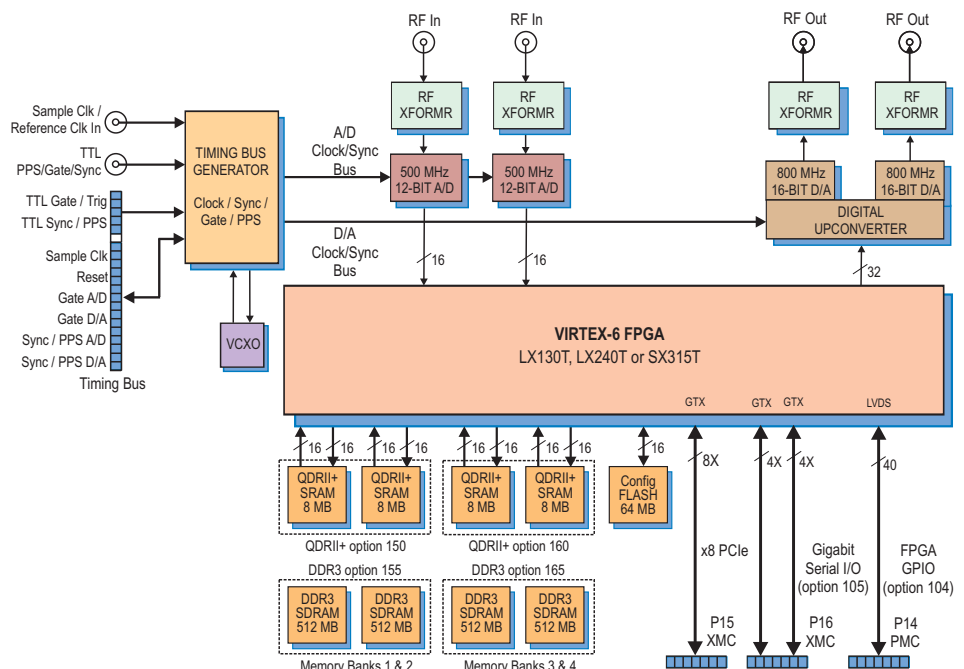 RF In
RF In
RF Out
RF Out
Sample Clk /
Reference Clk In
TTL
PPS/Gate/Sync
TTL Gate / Trig
TTL Sync / PPS
Sample Clk
Reset
Gate A/D
Gate D/A
Sync / PPS A/D
Sync / PPS D/A
Timing Bus
TIMING BUS
GENERATOR
Clock / Sync /
Gate / PPS
VCXO
A/D
Clock/Sync
Bus
D/A
Clock/Sync
Bus
RF
XFORMR
RF
XFORMR
500 MHz
12-BIT A/D
500 MHz
12-BIT A/D
16
16
RF
XFORMR
RF
XFORMR
800 MHz
16-BIT D/A
800 MHz
16-BIT D/A
DIGITAL
UPCONVERTER
32
VIRTEX-6 FPGA
LX130T, LX240T or SX315T
GTX
GTX
GTX
LVDS
16
16
16
16
16
16
16
16
16
8X
4X
4X
40
QDRII+
SRAM
8 MB
QDRII+
SRAM
8 MB
QDRII+
SRAM
8 MB
QDRII+
SRAM
8 MB
Config
FLASH
64 MB
QDRII+ option 150
QDRII+ option 160
DDR3 option 155
DDR3 option 165
DDR3
SDRAM
512 MB
DDR3
SDRAM
512 MB
DDR3
SDRAM
512 MB
DDR3
SDRAM
512 MB
Memory Banks 1 & 2
Memory Banks 3 & 4
x8 PCIe
Gigabit
Serial I/O
(option 105)
FPGA
GPIO
(option 104)
P15
XMC
P16
XMC
P14
PMC